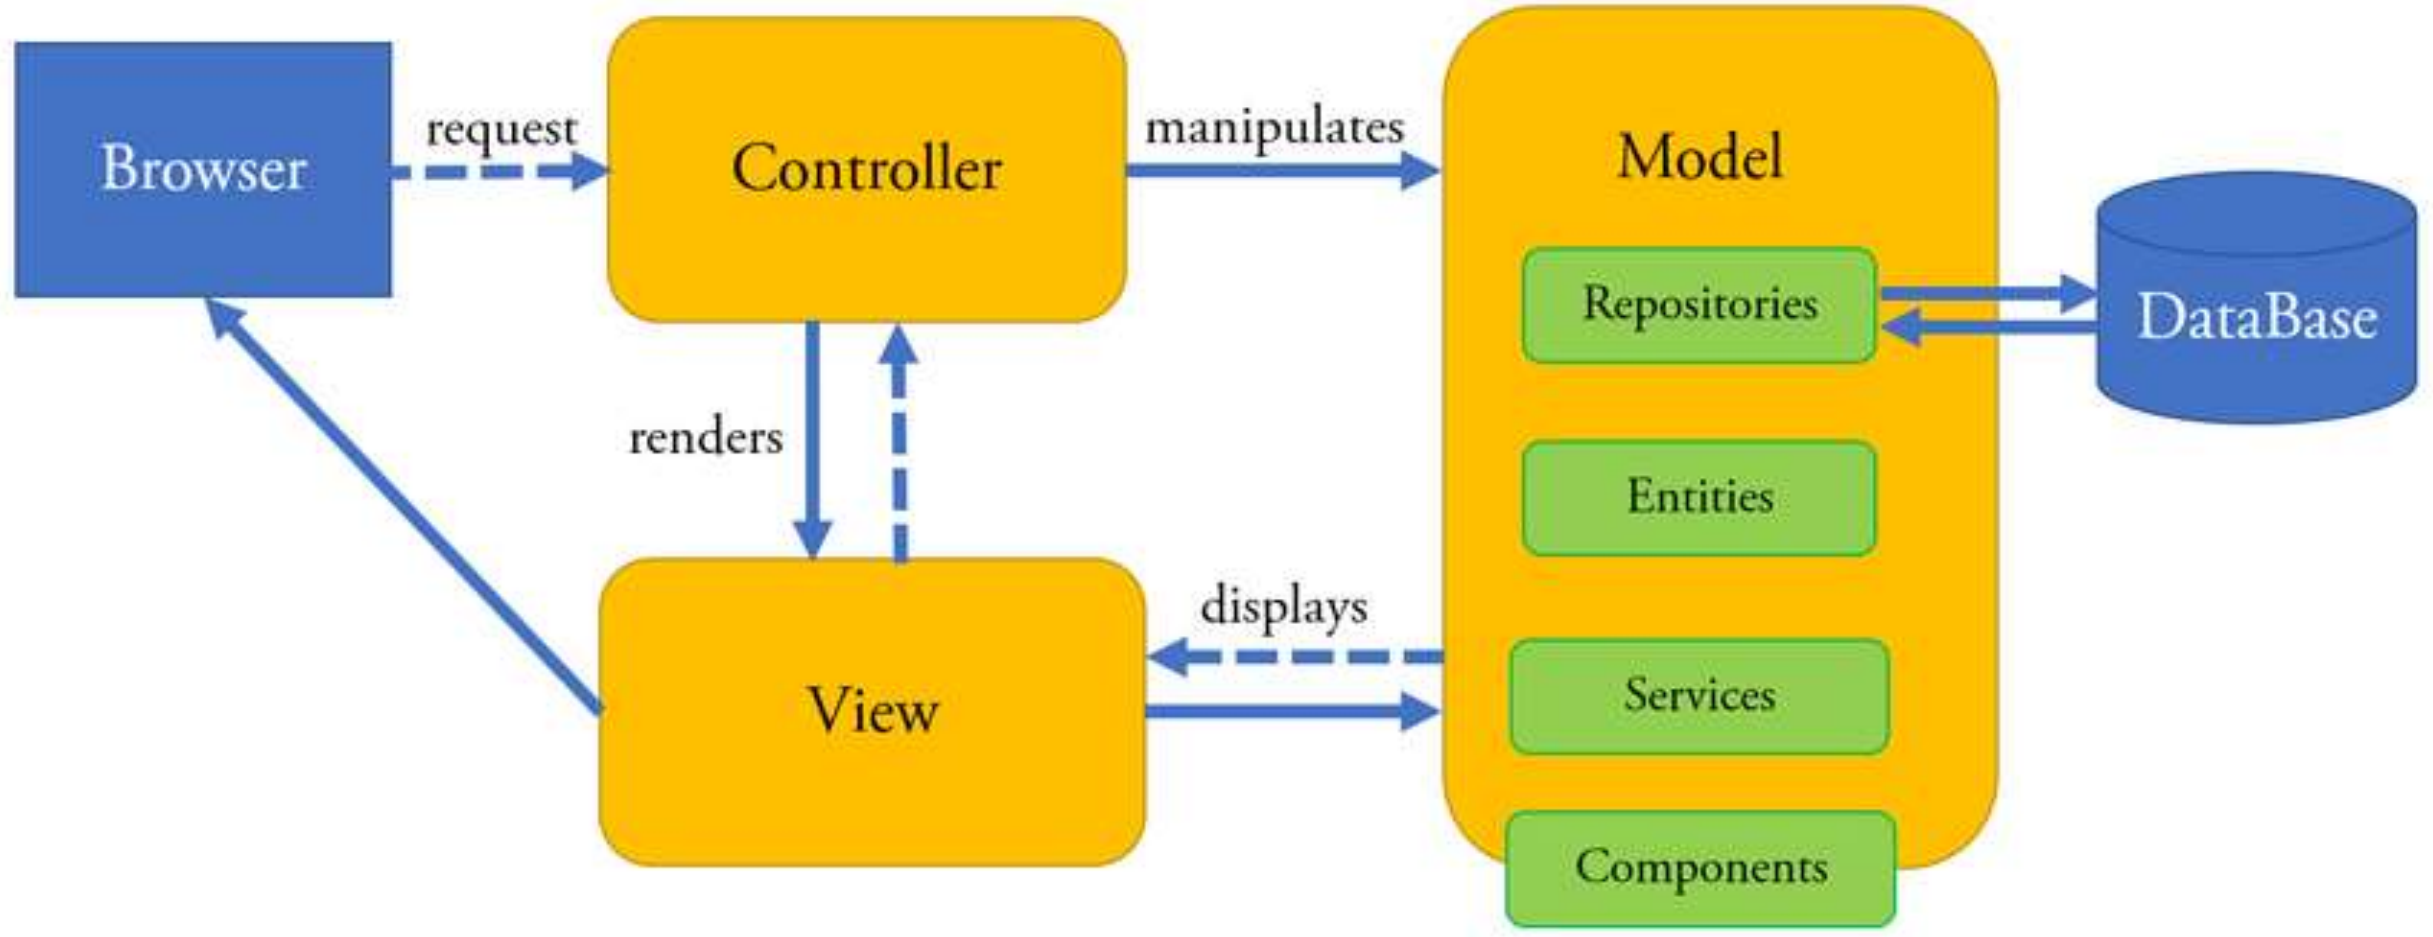 Browser
request
Controller
manipulates
Model
Repositories
DataBase
renders
Entities
displays
Services
View
Components